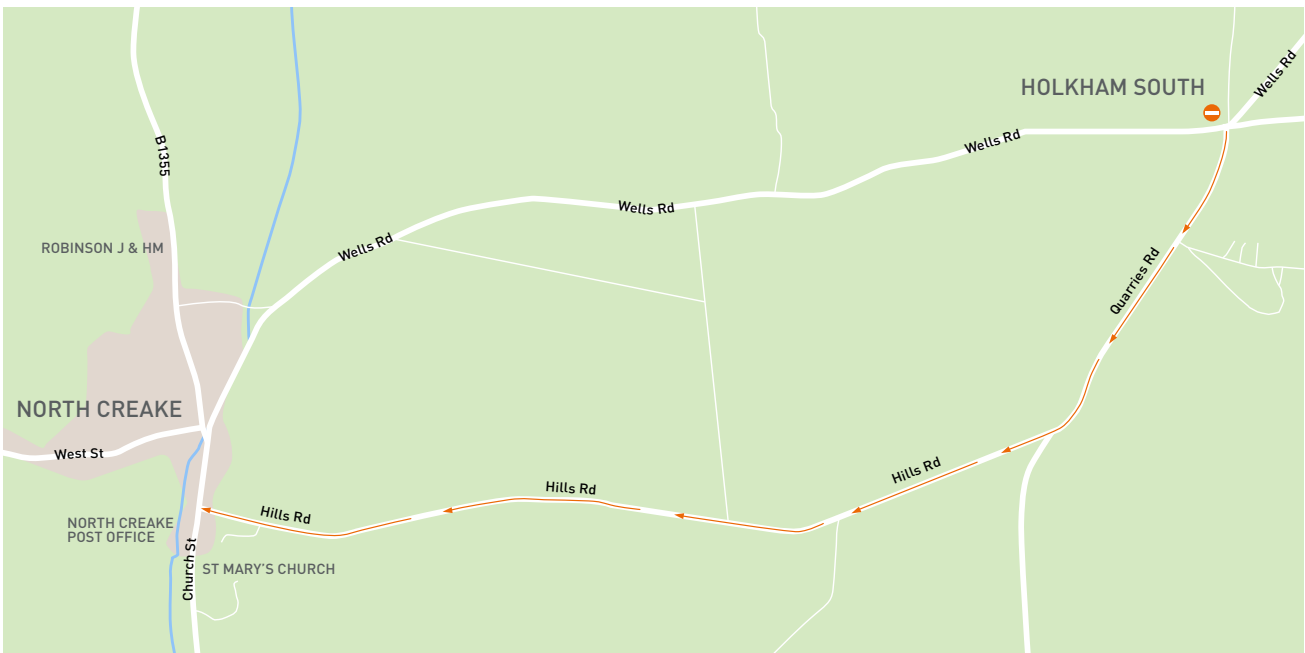 HOLKHAM SOUTH
Wells Rd
Wells Rd
B1355
Wells Rd
Wells Rd
ROBINSON J & HM
Quarries Rd
NORTH CREAKE
West St
Hills Rd
Hills Rd
Hills Rd
NORTH CREAKE
POST OFFICE
Church St
ST MARY'S CHURCH